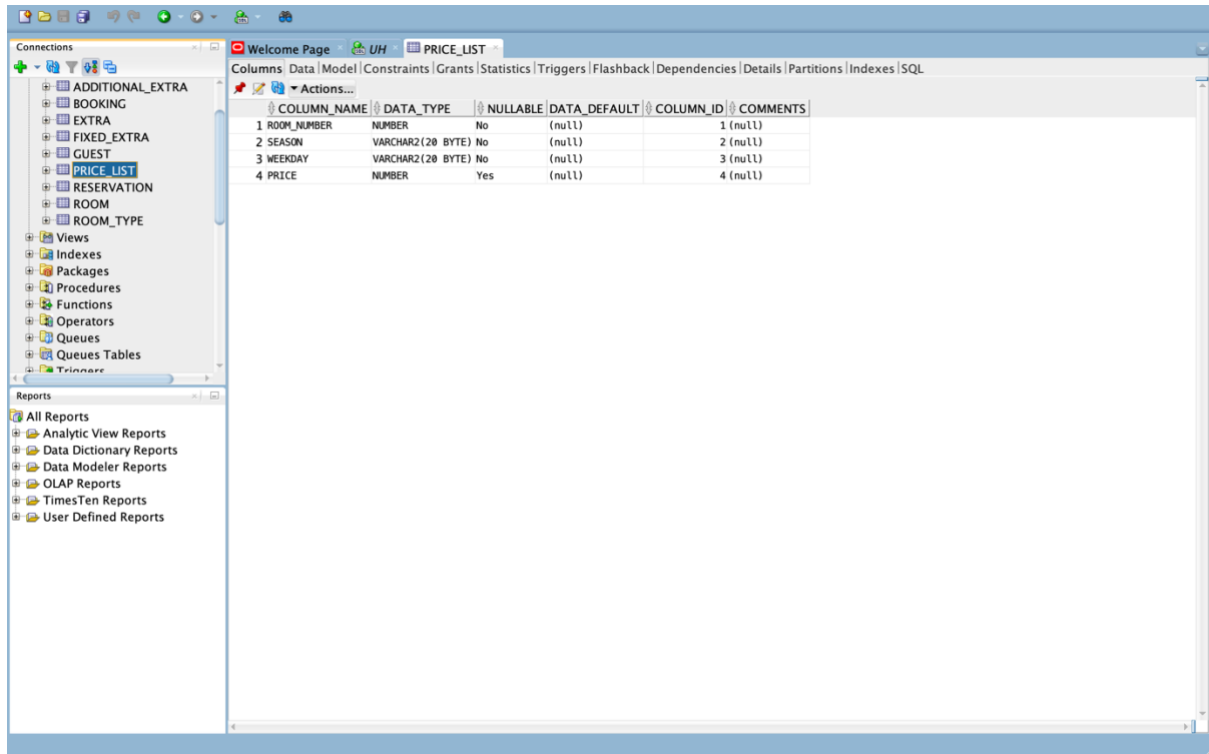 Connections
Welcome Page UH PRICE_LIST
Columns Data Model Constraints Grants Statistics Triggers Flashback Dependencies Details Partitions Indexes SQL
Actions...
ADDITIONAL_EXTRA
BOOKING
EXTRA
FIXED_EXTRA
GUEST
PRICE_LIST
RESERVATION
ROOM
ROOM_TYPE
Views
Indexes
Packages
Procedures
Functions
Operators
Queues
Queues Tables
Triggers
COLUMN_NAME DATA_TYPE NULLABLE DATA_DEFAULT COLUMN_ID COMMENTS
1 ROOM_NUMBER NUMBER No (null) 1 (null)
2 SEASON VARCHAR2(20 BYTE) No (null) 2 (null)
3 WEEKDAY VARCHAR2(20 BYTE) No (null) 3 (null)
4 PRICE NUMBER Yes (null) 4 (null)
Reports
All Reports
Analytic View Reports
Data Dictionary Reports
Data Modeler Reports
OLAP Reports
TimesTen Reports
User Defined Reports